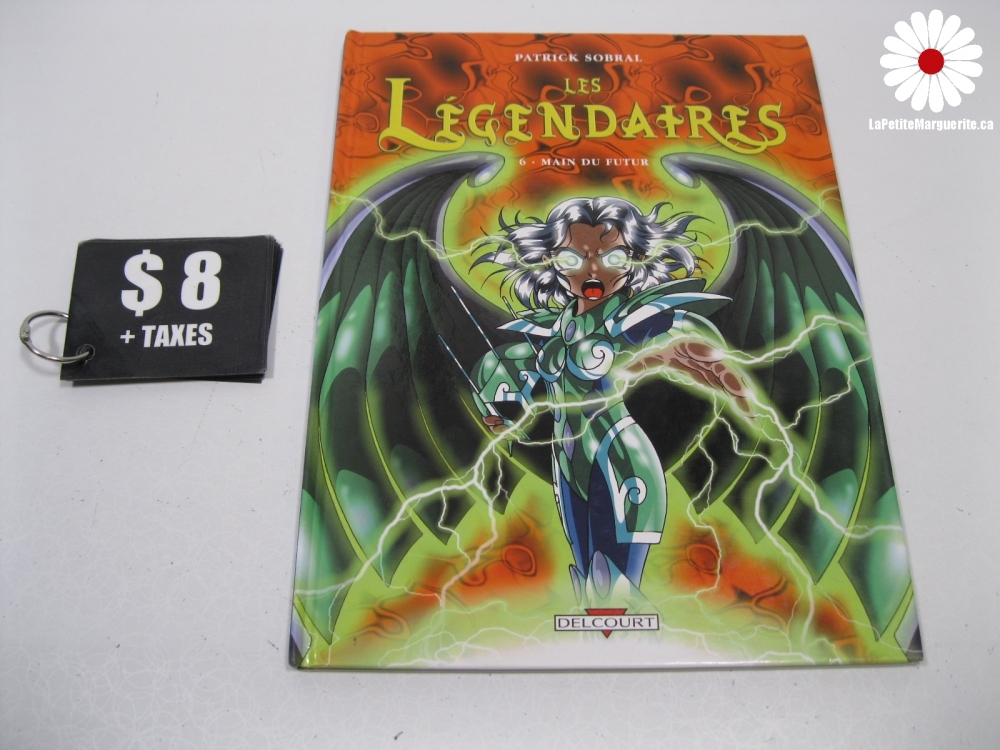 PATRICK SOBRAL
LES
LÉGENDAIRES
6 - MAIN DU FUTUR
DELCOURT
$ 8
+ TAXES
LaPetiteMarguerite.ca